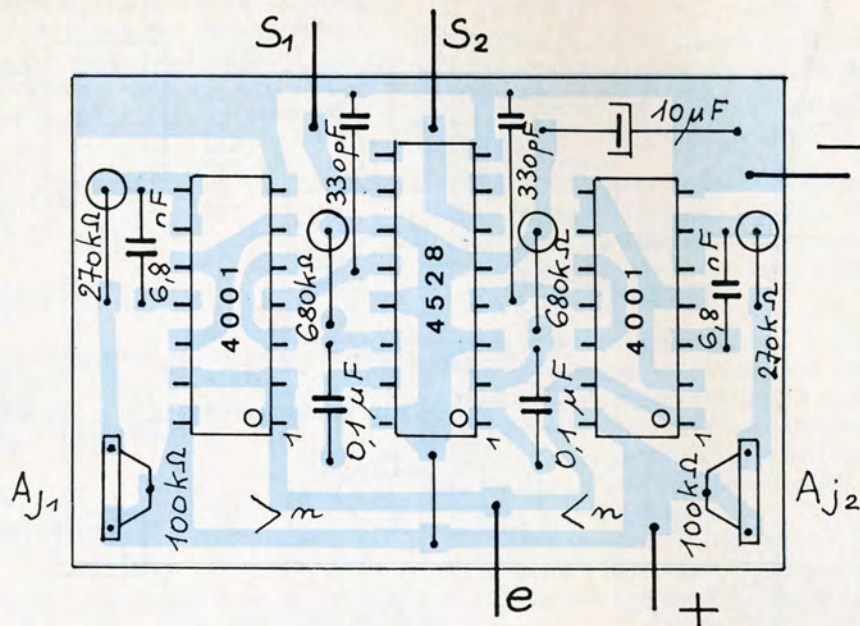 S1
S2
330pF
330pF
10µF
−
270kΩ
6,8 nF
4001
680kΩ
4528
680kΩ
4001
6,8 nF
270kΩ
0,1 µF
0,1 µF
1
1
1
Aj1
100kΩ
>n
<n
100kΩ
Aj2
e
+